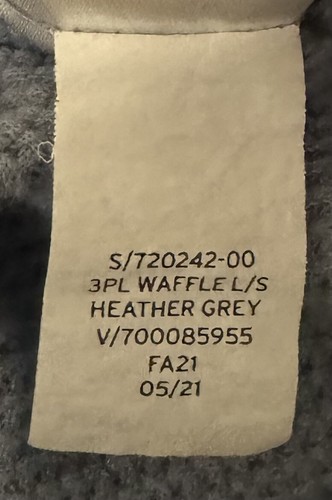 S/720242-00
3PL WAFFLE L/S
HEATHER GREY
V/700085955
FA21
05/21